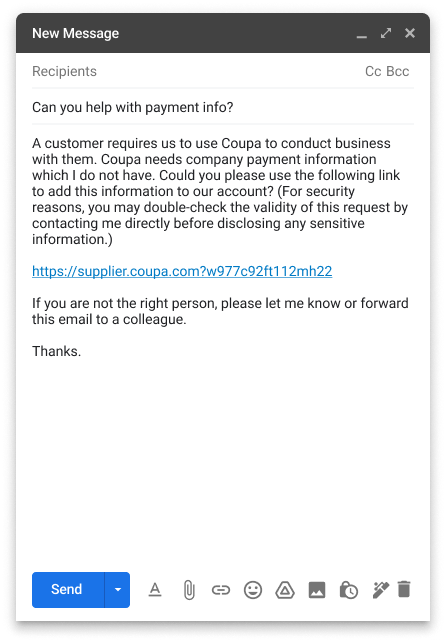 New Message
Recipients Cc Bcc
Can you help with payment info?
A customer requires us to use Coupa to conduct business
with them. Coupa needs company payment information
which I do not have. Could you please use the following link
to add this information to our account? (For security
reasons, you may double-check the validity of this request by
contacting me directly before disclosing any sensitive
information.)
https://supplier.coupa.com?w977c92ft112mh22
If you are not the right person, please let me know or forward
this email to a colleague.
Thanks.
Send